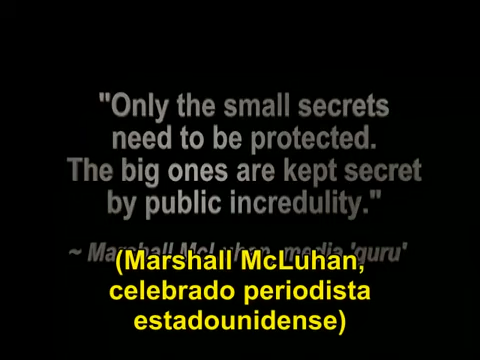 "Only the small secrets
need to be protected.
The big ones are kept secret
by public incredulity."
~ Marshall McLuhan, media 'guru'
(Marshall McLuhan,
celebrado periodista
estadounidense)